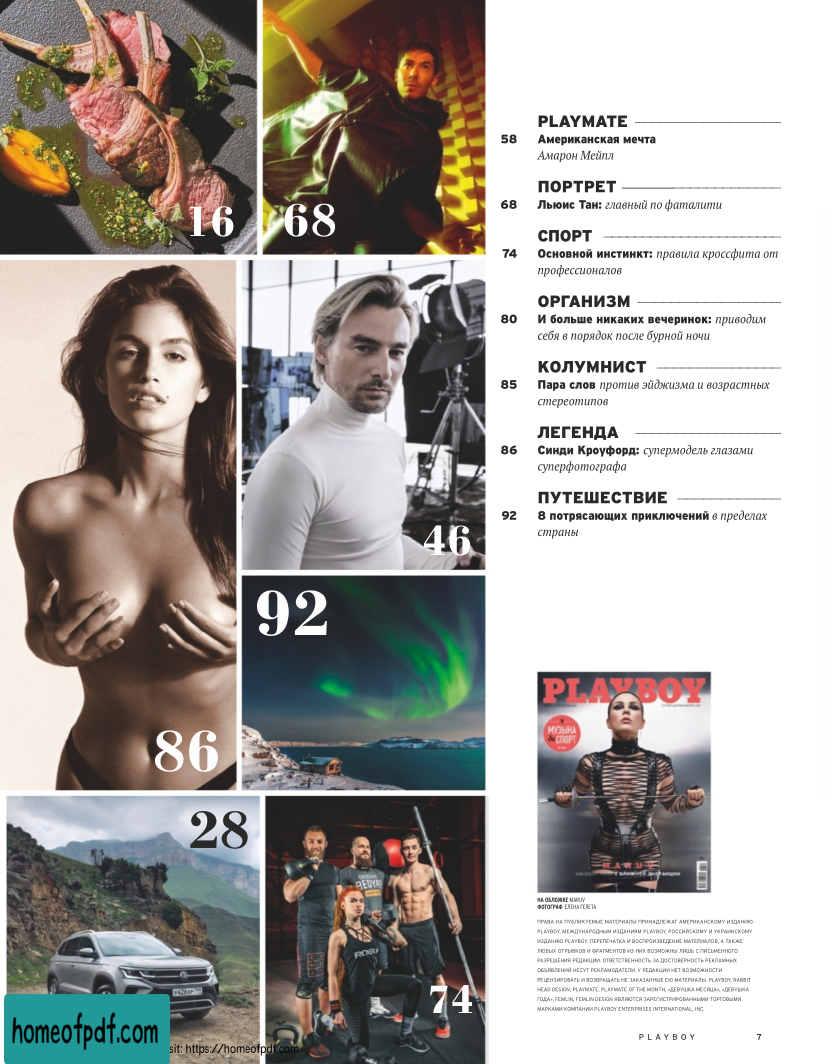 16
68
46
92
86
28
74
PLAYMATE
58 Американская мечта
Амарон Мейпл
ПОРТРЕТ
68 Льюис Тан: главный по фаталити
СПОРТ
74 Основной инстинкт: правила кроссфита от
профессионалов
ОРГАНИЗМ
80 И больше никаких вечеринок: приводим
себя в порядок после бурной ночи
КОЛУМНИСТ
85 Пара слов против эйджизма и возрастных
стереотипов
ЛЕГЕНДА
86 Синди Кроуфорд: супермодель глазами
суперфотографа
ПУТЕШЕСТВИЕ
92 8 потрясающих приключений в пределах
страны
PLAYBOY
МУЗЫКА
& СПОРТ
MARUV
С БЛИЖНЕЙ ДИСТАНЦИИ
ROGUE
НА ОБЛОЖКЕ MARUV
ФОТОГРАФ ЕЛЕНА ГЕЛЕТА
ПРАВА НА ПУБЛИКУЕМЫЕ МАТЕРИАЛЫ ПРИНАДЛЕЖАТ АМЕРИКАНСКОМУ ИЗДАНИЮ
PLAYBOY, МЕЖДУНАРОДНЫМ ИЗДАНИЯМ PLAYBOY, РОССИЙСКОМУ И УКРАИНСКОМУ
ИЗДАНИЮ PLAYBOY. ПЕРЕПЕЧАТКА И ВОСПРОИЗВЕДЕНИЕ МАТЕРИАЛОВ, А ТАКЖЕ
ЛЮБЫХ ОТРЫВКОВ И ФРАГМЕНТОВ ИЗ НИХ ВОЗМОЖНЫ ЛИШЬ С ПИСЬМЕННОГО
РАЗРЕШЕНИЯ РЕДАКЦИИ. ОТВЕТСТВЕННОСТЬ ЗА ДОСТОВЕРНОСТЬ РЕКЛАМНЫХ
ОБЪЯВЛЕНИЙ НЕСУТ РЕКЛАМОДАТЕЛИ. У РЕДАКЦИИ НЕТ ВОЗМОЖНОСТИ
РЕЦЕНЗИРОВАТЬ И ВОЗВРАЩАТЬ НЕ ЗАКАЗАННЫЕ ЕЮ МАТЕРИАЛЫ. PLAYBOY, RABBIT
HEAD DESIGN, PLAYMATE, PLAYMATE OF THE MONTH, «ДЕВУШКА МЕСЯЦА», «ДЕВУШКА
ГОДА», FEMLIN, FEMLIN DESIGN ЯВЛЯЮТСЯ ЗАРЕГИСТРИРОВАННЫМИ ТОРГОВЫМИ
МАРКАМИ КОМПАНИИ PLAYBOY ENTERPRISES INTERNATIONAL, INC.
homeofpdf.com
sit: https://homeofpdf.com
PLAYBOY 7